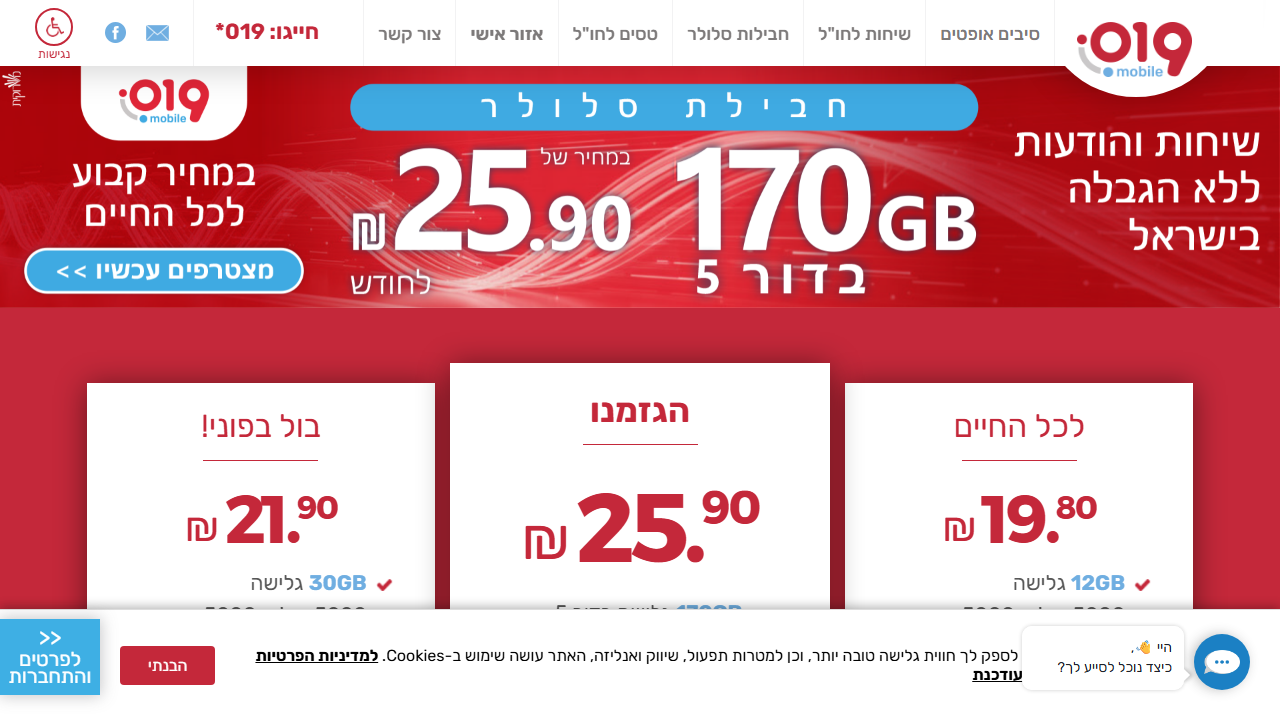 019
mobile
סיבים אופטים
שיחות לחו"ל
חבילות סלולר
טסים לחו"ל
אזור אישי
צור קשר
חייגו: 019*
נגישות
שיחות והודעות
ללא הגבלה
בישראל
חבילת סלולר
170GB
בדור 5
במחיר של
25.90 ₪
לחודש
019
mobile
במחיר קבוע
לכל החיים
מצטרפים עכשיו >>
לכל החיים
19.80 ₪
12GB גלישה
הגזמנו
25.90 ₪
בול בפוני!
21.90 ₪
30GB גלישה
לספק לך חווית גלישה טובה יותר, וכן למטרות תפעול, שיווק ואנליזה, האתר עושה שימוש ב-Cookies. למדיניות הפרטיות
עודכנת
הבנתי
היי 👋,
כיצד נוכל לסייע לך?
>>
לפרטים
והתחברות